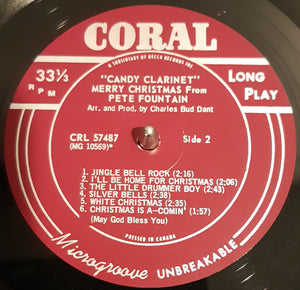 CORAL
A SUBSIDIARY OF DECCA RECORDS INC.
33⅓
RPM
LONG
PLAY
"CANDY CLARINET"
MERRY CHRISTMAS From
PETE FOUNTAIN
Arr. and Prod. by Charles Bud Dant
CRL 57487
(MG 10569)*
Side 2
1. JINGLE BELL ROCK (2:16)
2. I'LL BE HOME FOR CHRISTMAS (2:06)
3. THE LITTLE DRUMMER BOY (2:43)
4. SILVER BELLS (2:38)
5. WHITE CHRISTMAS (2:35)
6. CHRISTMAS IS A-COMIN' (1:57)
(May God Bless You)
PRESSED IN CANADA
Microgroove UNBREAKABLE